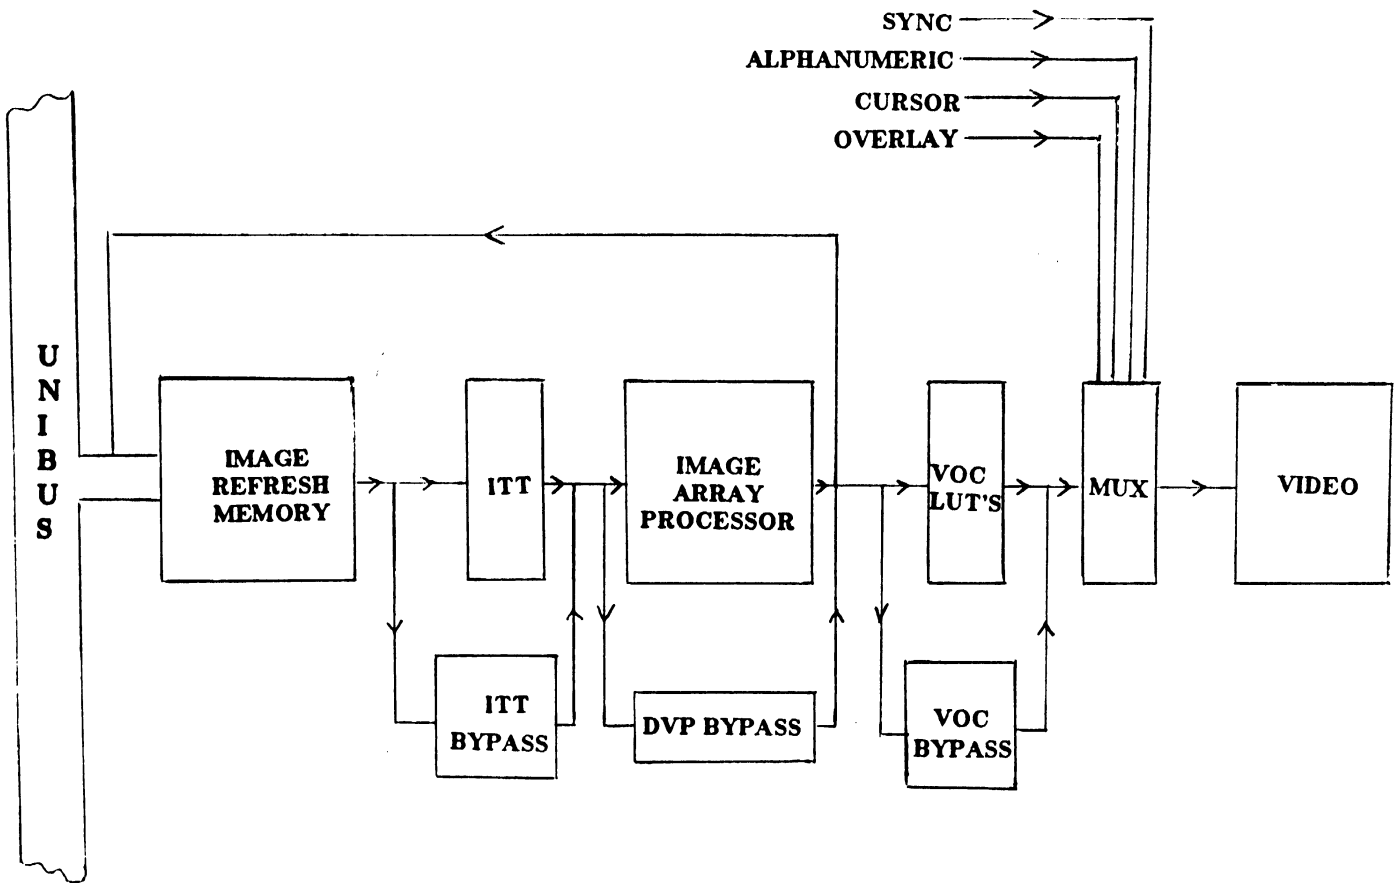 SYNC
ALPHANUMERIC
CURSOR
OVERLAY
UNIBUS
IMAGE
REFRESH
MEMORY
ITT
IMAGE
ARRAY
PROCESSOR
VOC
LUT'S
MUX
VIDEO
ITT
BYPASS
DVP BYPASS
VOC
BYPASS